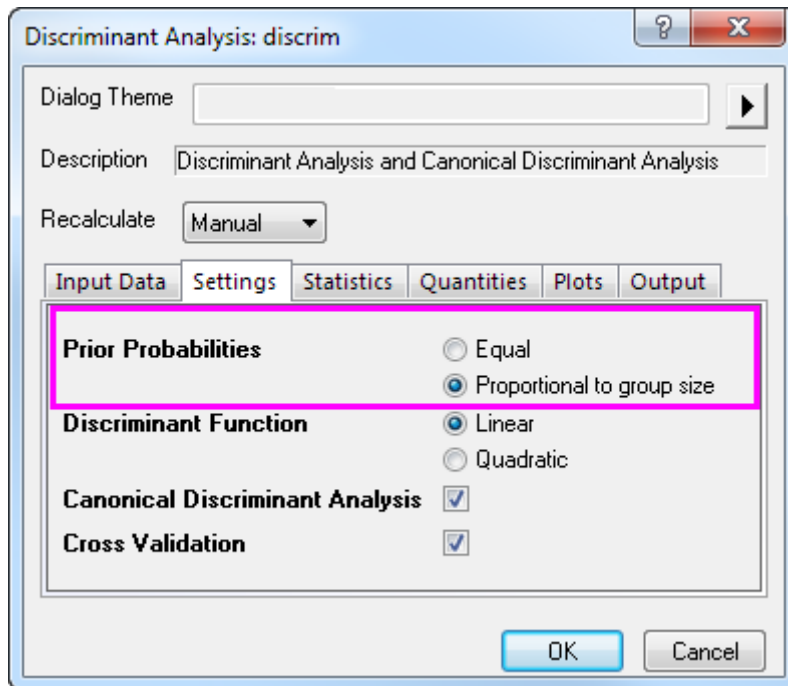 Discriminant Analysis: discrim
Dialog Theme
Description Discriminant Analysis and Canonical Discriminant Analysis
Recalculate Manual
Input Data Settings Statistics Quantities Plots Output
Prior Probabilities Equal
Proportional to group size
Discriminant Function Linear
Quadratic
Canonical Discriminant Analysis
Cross Validation
OK Cancel